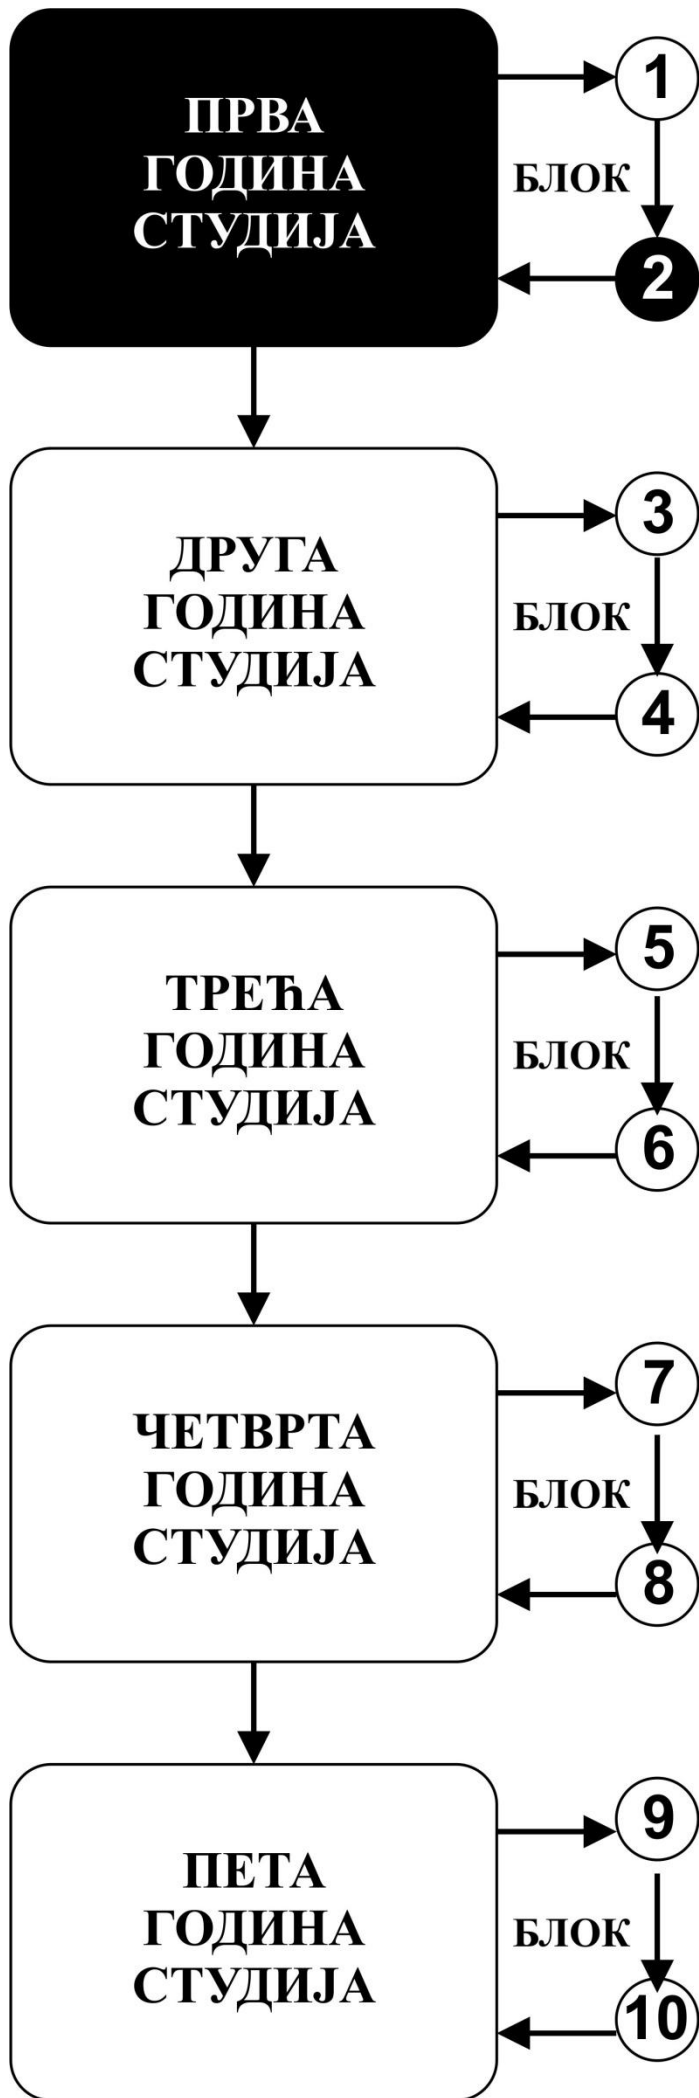 ПРВА
ГОДИНА
СТУДИЈА
1
БЛОК
2
ДРУГА
ГОДИНА
СТУДИЈА
3
БЛОК
4
ТРЕЋА
ГОДИНА
СТУДИЈА
5
БЛОК
6
ЧЕТВРТА
ГОДИНА
СТУДИЈА
7
БЛОК
8
ПЕТА
ГОДИНА
СТУДИЈА
9
БЛОК
10